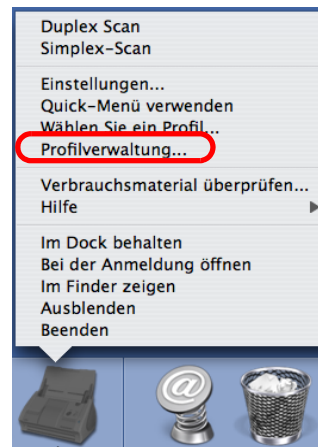 Duplex Scan
Simplex-Scan
Einstellungen...
Quick-Menü verwenden
Wählen Sie ein Profil...
Profilverwaltung...
Verbrauchsmaterial überprüfen...
Hilfe
Im Dock behalten
Bei der Anmeldung öffnen
Im Finder zeigen
Ausblenden
Beenden
@